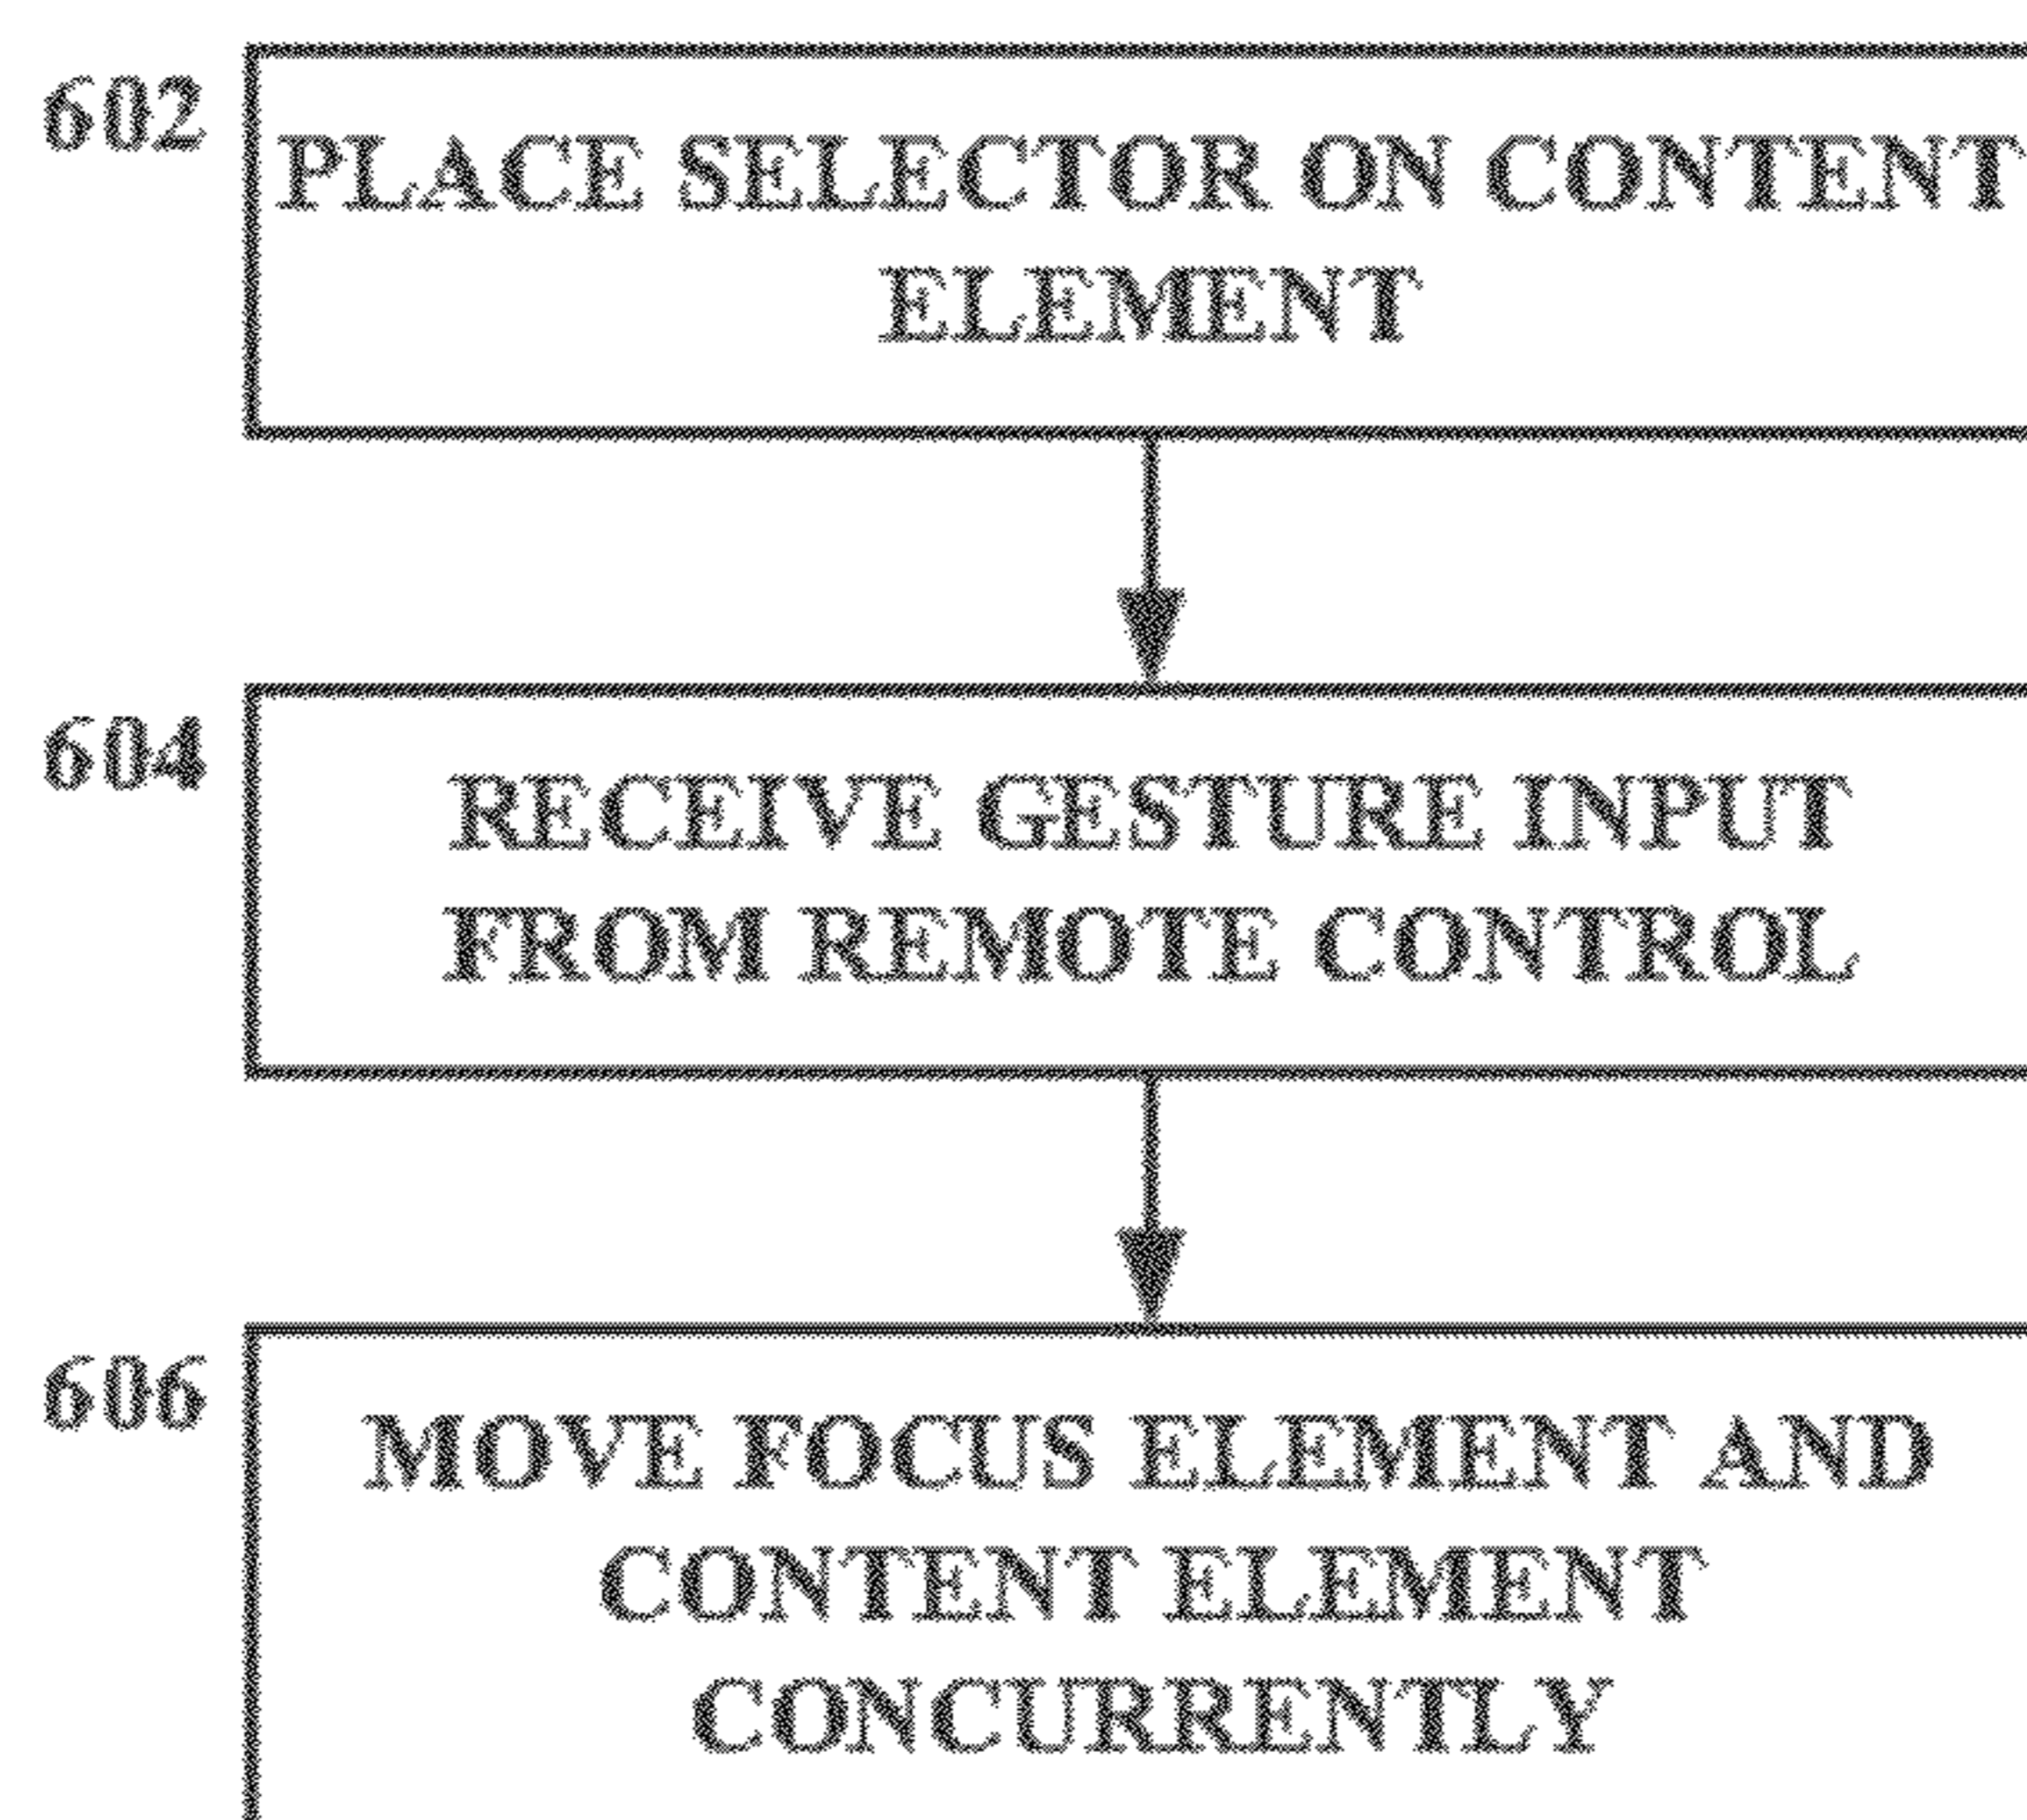 602
PLACE SELECTOR ON CONTENT
ELEMENT
604
RECEIVE GESTURE INPUT
FROM REMOTE CONTROL
606
MOVE FOCUS ELEMENT AND
CONTENT ELEMENT
CONCURRENTLY